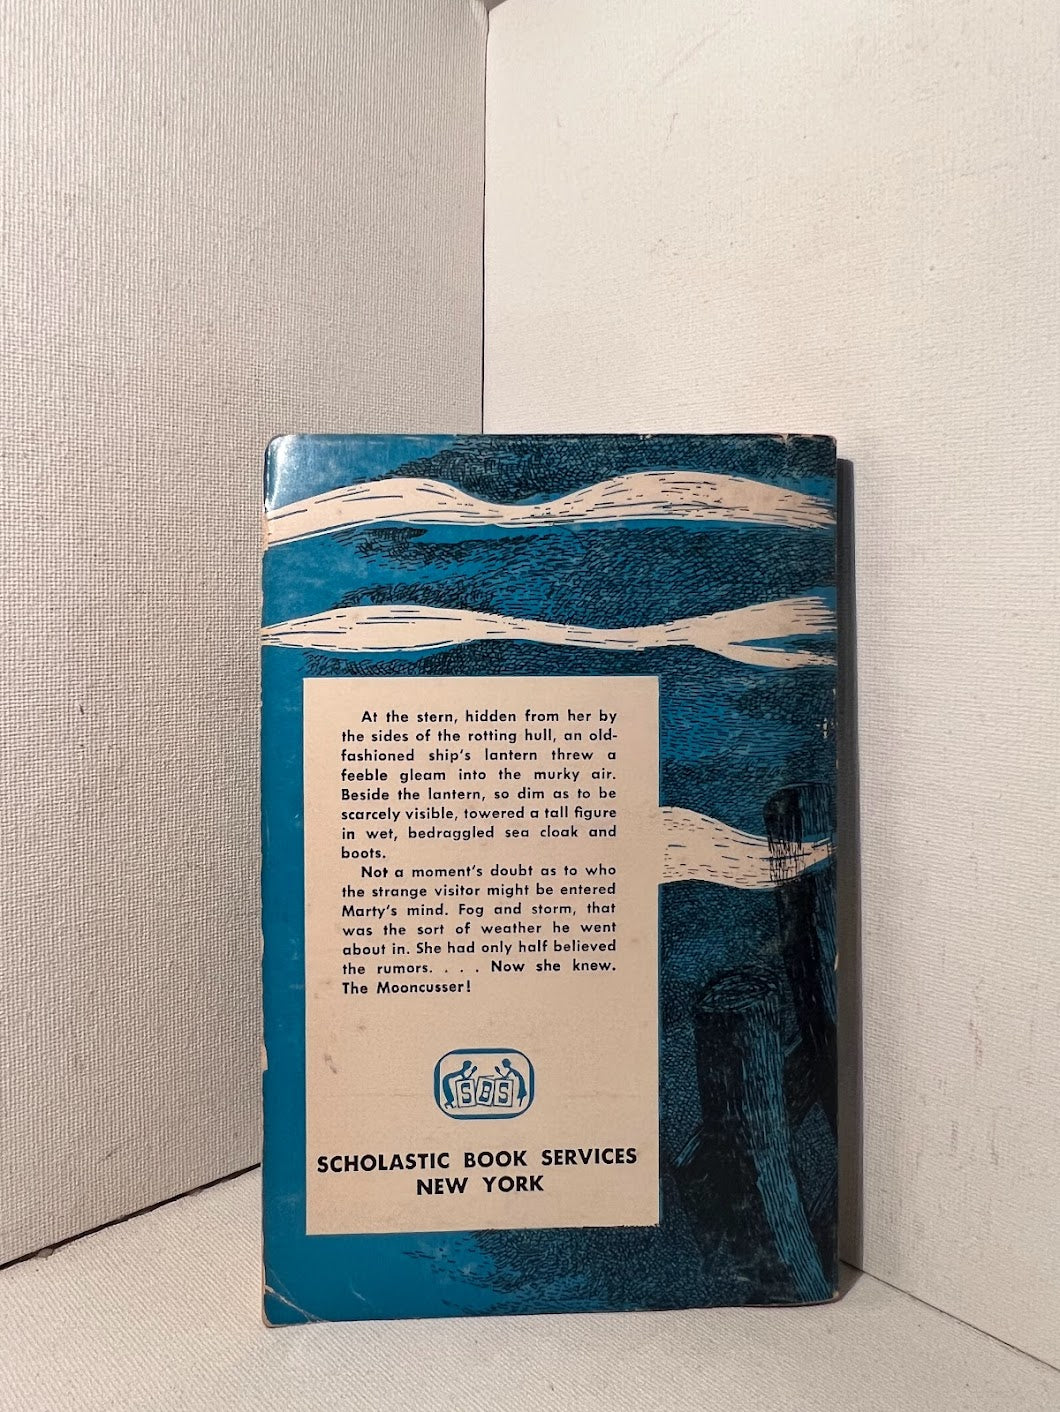 At the stern, hidden from her by
the sides of the rotting hull, an old-
fashioned ship's lantern threw a
feeble gleam into the murky air.
Beside the lantern, so dim as to be
scarcely visible, towered a tall figure
in wet, bedraggled sea cloak and
boots.
Not a moment's doubt as to who
the strange visitor might be entered
Marty's mind. Fog and storm, that
was the sort of weather he went
about in. She had only half believed
the rumors. . . . Now she knew.
The Mooncusser!
SBS
SCHOLASTIC BOOK SERVICES
NEW YORK